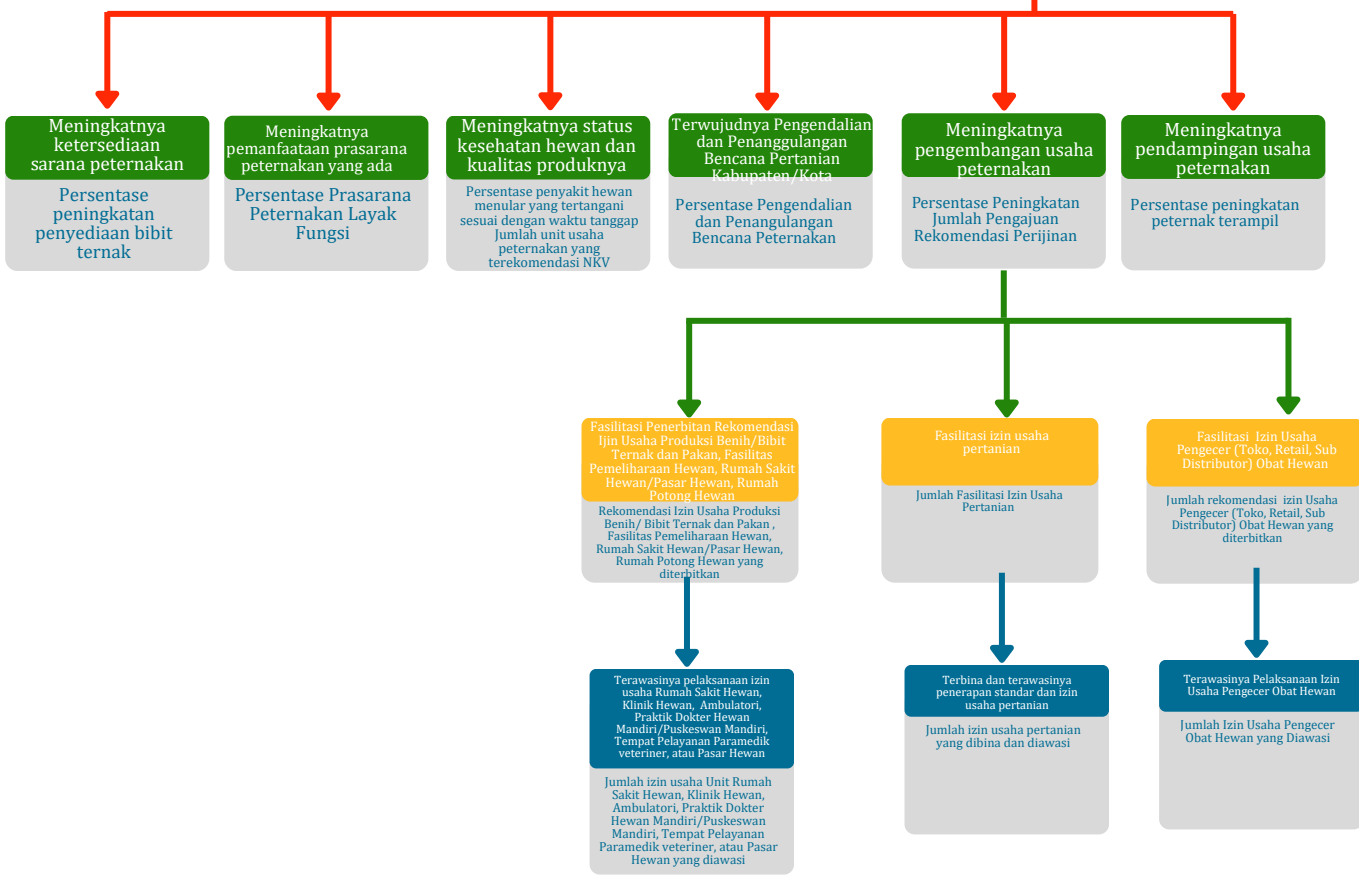 Meningkatnya
ketersediaan
sarana peternakan
Persentase
peningkatan
penyediaan bibit
ternak
Meningkatnya
pemanfaataan prasarana
peternakan yang ada
Persentase Prasarana
Peternakan Layak
Fungsi
Meningkatnya status
kesehatan hewan dan
kualitas produknya
Persentase penyakit hewan
menular yang tertangani
sesuai dengan waktu tanggap
Jumlah unit usaha
peternakan yang
terekomendasi NKV
Terwujudnya Pengendalian
dan Penanggulangan
Bencana Pertanian
Kabupaten/Kota
Persentase Pengendalian
dan Penangulangan
Bencana Peternakan
Meningkatnya
pengembangan usaha
peternakan
Persentase Peningkatan
Jumlah Pengajuan
Rekomendasi Perijinan
Meningkatnya
pendampingan usaha
peternakan
Persentase peningkatan
peternak terampil
Fasilitasi Penerbitan Rekomendasi
Ijin Usaha Produksi Benih/Bibit
Ternak dan Pakan, Fasilitas
Pemeliharaan Hewan, Rumah Sakit
Hewan/Pasar Hewan, Rumah
Potong Hewan
Rekomendasi Izin Usaha Produksi
Benih/ Bibit Ternak dan Pakan ,
Fasilitas Pemeliharaan Hewan,
Rumah Sakit Hewan/Pasar Hewan,
Rumah Potong Hewan yang
diterbitkan
Fasilitasi izin usaha
pertanian
Jumlah Fasilitasi Izin Usaha
Pertanian
Fasilitasi  Izin Usaha
Pengecer (Toko, Retail, Sub
Distributor) Obat Hewan
Jumlah rekomendasi  izin Usaha
Pengecer (Toko, Retail, Sub
Distributor) Obat Hewan yang
diterbitkan
Terawasinya pelaksanaan izin
usaha Rumah Sakit Hewan,
Klinik Hewan,  Ambulatori,
Praktik Dokter Hewan
Mandiri/Puskeswan Mandiri,
Tempat Pelayanan Paramedik
veteriner, atau Pasar Hewan
Jumlah izin usaha Unit Rumah
Sakit Hewan, Klinik Hewan,
Ambulatori, Praktik Dokter
Hewan Mandiri/Puskeswan
Mandiri, Tempat Pelayanan
Paramedik veteriner, atau Pasar
Hewan yang diawasi
Terbina dan terawasinya
penerapan standar dan izin
usaha pertanian
Jumlah izin usaha pertanian
yang dibina dan diawasi
Terawasinya Pelaksanaan Izin
Usaha Pengecer Obat Hewan
Jumlah Izin Usaha Pengecer
Obat Hewan yang Diawasi